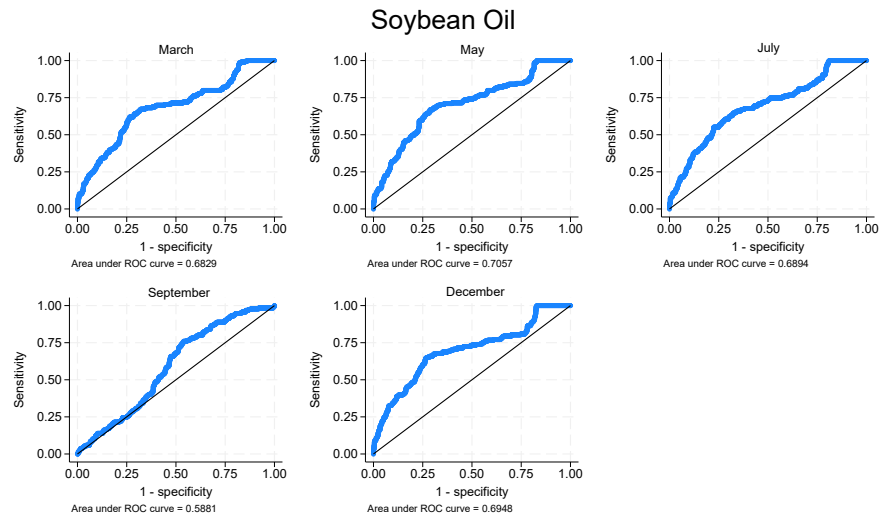 Soybean Oil
March
Sensitivity
1.00
0.75
0.50
0.25
0.00
0.00 0.25 0.50 0.75 1.00
1 - specificity
Area under ROC curve = 0.6829
May
Sensitivity
1.00
0.75
0.50
0.25
0.00
0.00 0.25 0.50 0.75 1.00
1 - specificity
Area under ROC curve = 0.7057
July
Sensitivity
1.00
0.75
0.50
0.25
0.00
0.00 0.25 0.50 0.75 1.00
1 - specificity
Area under ROC curve = 0.6894
September
Sensitivity
1.00
0.75
0.50
0.25
0.00
0.00 0.25 0.50 0.75 1.00
1 - specificity
Area under ROC curve = 0.5881
December
Sensitivity
1.00
0.75
0.50
0.25
0.00
0.00 0.25 0.50 0.75 1.00
1 - specificity
Area under ROC curve = 0.6948